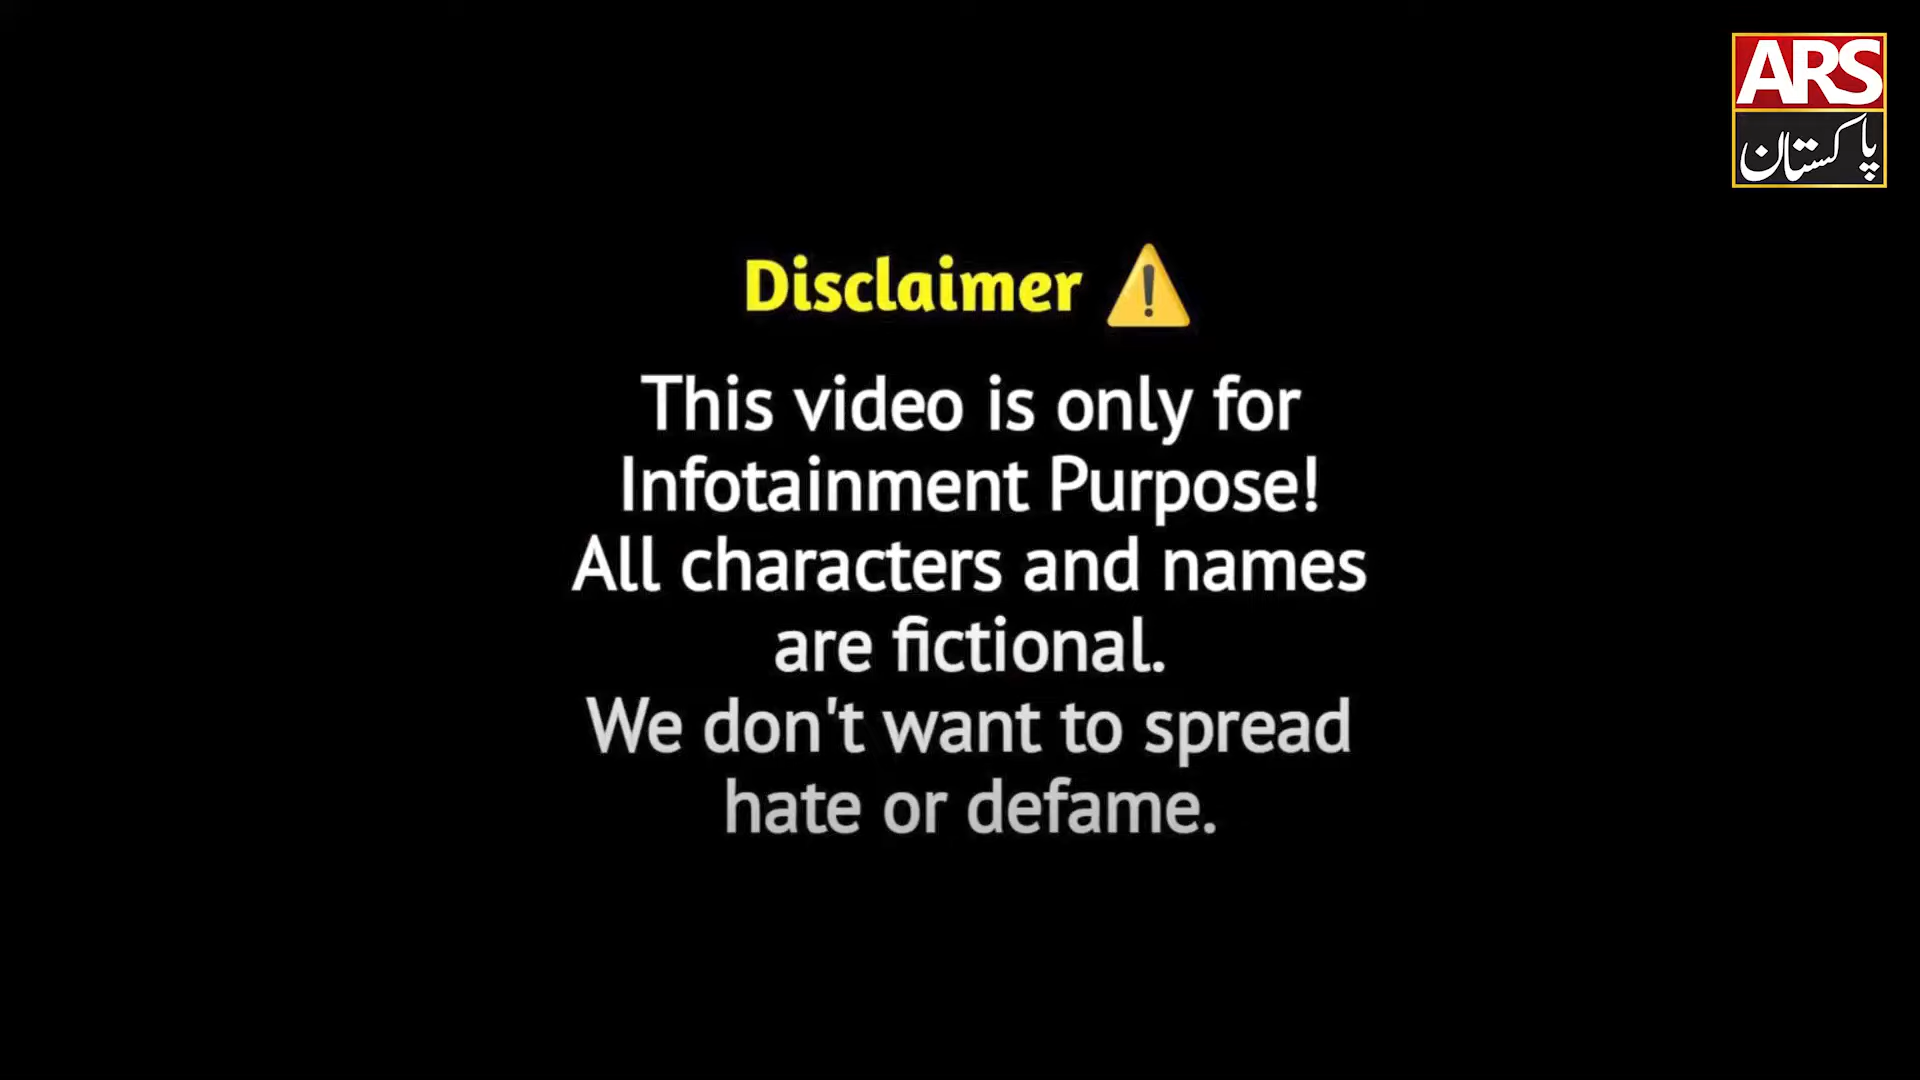 ARS
پاکستان
Disclaimer ⚠️
This video is only for
Infotainment Purpose!
All characters and names
are fictional.
We don't want to spread
hate or defame.